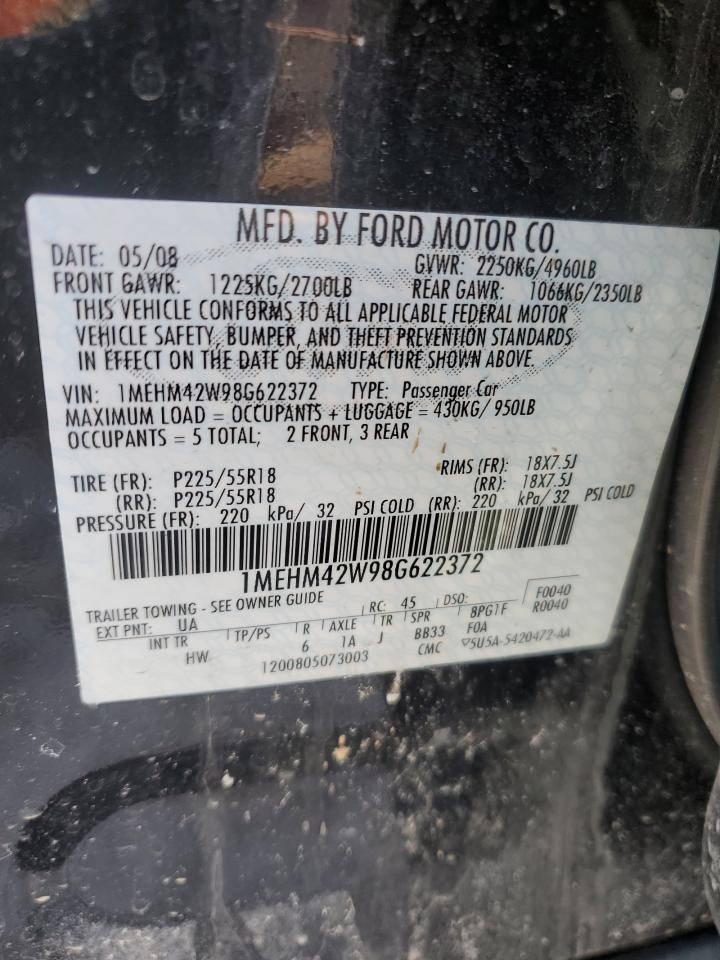 MFD. BY FORD MOTOR CO.
DATE: 05/08 GVWR: 2250KG/4960LB
FRONT GAWR: 1225KG/2700LB REAR GAWR: 1066KG/2350LB
THIS VEHICLE CONFORMS TO ALL APPLICABLE FEDERAL MOTOR
VEHICLE SAFETY, BUMPER, AND THEFT PREVENTION STANDARDS
IN EFFECT ON THE DATE OF MANUFACTURE SHOWN ABOVE.
VIN: 1MEHM42W98G622372 TYPE: Passenger Car
MAXIMUM LOAD = OCCUPANTS + LUGGAGE = 430KG/ 950LB
OCCUPANTS = 5 TOTAL; 2 FRONT, 3 REAR
TIRE (FR): P225/55R18 RIMS (FR): 18X7.5J
(RR): P225/55R18 (RR): 18X7.5J
PRESSURE (FR): 220 kPa/ 32 PSI COLD (RR): 220 kPa/ 32 PSI COLD
1MEHM42W98G622372
TRAILER TOWING - SEE OWNER GUIDE
EXT PNT: UA RC: 45 DSO: F0040
R0040
INT TR TP/PS R AXLE TR SPR 8PG1F
HW 6 1A J BB33 F0A
1200805073003 CMC 5U5A-5420472-AA